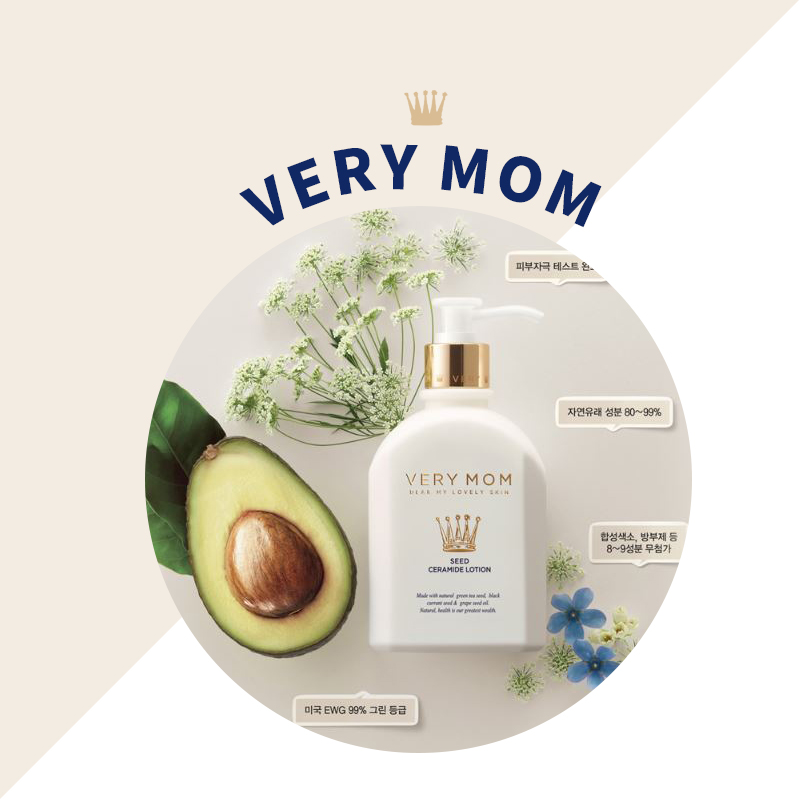 VERY MOM
피부자극 테스트
자연유래 성분 80~99%
VERY MOM
DEAR MY LOVELY SKIN
합성색소, 방부제 등
8~9성분 무첨가
SEED
CERAMIDE LOTION
Made with natural green tea seed, black
currant seed & grape seed oil.
Natural, health is our greatest wealth.
미국 EWG 99% 그린 등급